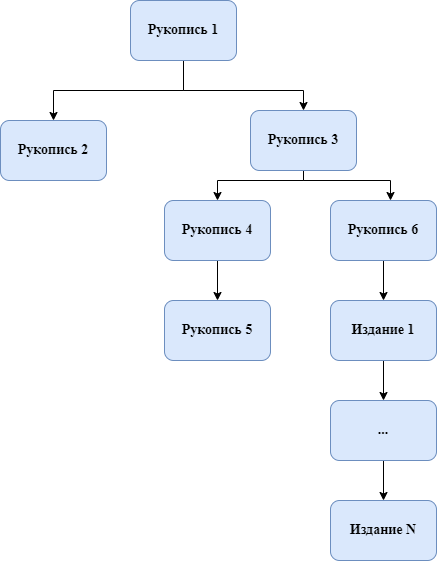 Рукопись 1
Рукопись 2
Рукопись 3
Рукопись 4
Рукопись 6
Рукопись 5
Издание 1
...
Издание N